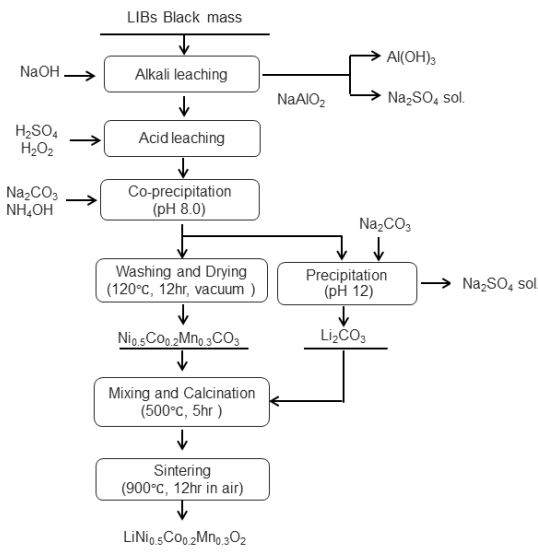 LIBs Black mass
NaOH
Alkali leaching
NaAlO₂
Al(OH)₃
Na₂SO₄ sol.
H₂SO₄
H₂O₂
Acid leaching
Na₂CO₃
NH₄OH
Co-precipitation
(pH 8.0)
Na₂CO₃
Washing and Drying
(120℃, 12hr, vacuum )
Precipitation
(pH 12)
Na₂SO₄ sol.
Ni₀.₅Co₀.₂Mn₀.₃CO₃
Li₂CO₃
Mixing and Calcination
(500℃, 5hr )
Sintering
(900℃, 12hr in air)
LiNi₀.₅Co₀.₂Mn₀.₃O₂